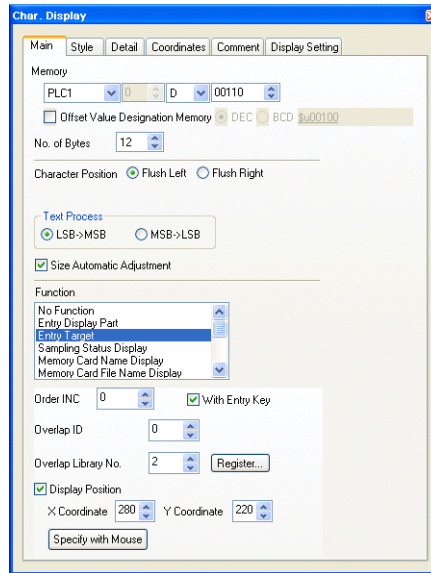 Char. Display
Main Style Detail Coordinates Comment Display Setting
Memory
PLC1 0 D 00110
Offset Value Designation Memory DEC BCD $u00100
No. of Bytes 12
Character Position Flush Left Flush Right
Text Process
LSB->MSB MSB->LSB
Size Automatic Adjustment
Function
No Function
Entry Display Part
Entry Target
Sampling Status Display
Memory Card Name Display
Memory Card File Name Display
Order INC 0 With Entry Key
Overlap ID 0
Overlap Library No. 2 Register...
Display Position
X Coordinate 280 Y Coordinate 220
Specify with Mouse